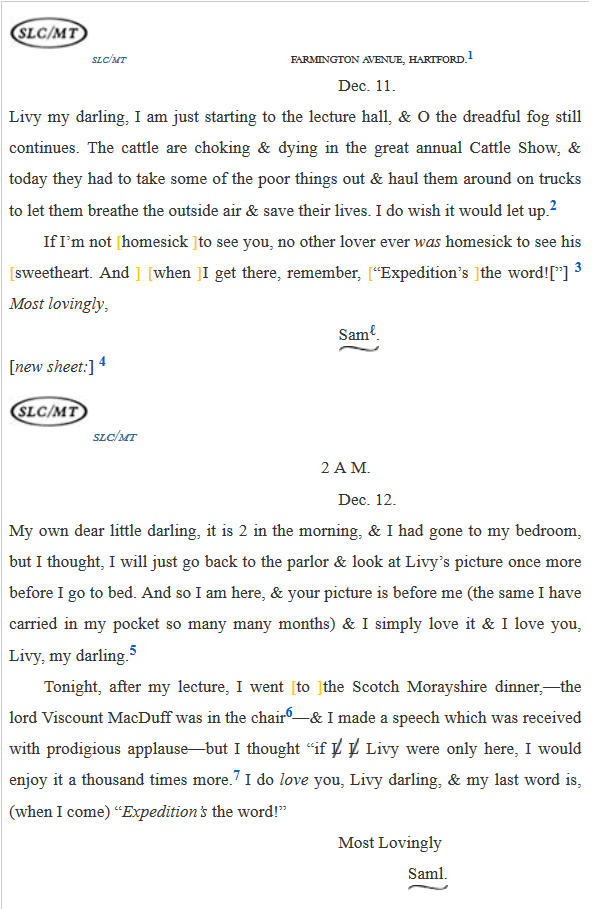 SLC/MT
SLC/MT FARMINGTON AVENUE, HARTFORD.1
Dec. 11.
Livy my darling, I am just starting to the lecture hall, & O the dreadful fog still
continues. The cattle are choking & dying in the great annual Cattle Show, &
today they had to take some of the poor things out & haul them around on trucks
to let them breathe the outside air & save their lives. I do wish it would let up.2
If I’m not [homesick ]to see you, no other lover ever was homesick to see his
[sweetheart. And ] [when ]I get there, remember, [“Expedition’s ]the word![”] 3
Most lovingly,
Samℓ.
[new sheet:] 4
SLC/MT
SLC/MT
2 A M.
Dec. 12.
My own dear little darling, it is 2 in the morning, & I had gone to my bedroom,
but I thought, I will just go back to the parlor & look at Livy’s picture once more
before I go to bed. And so I am here, & your picture is before me (the same I have
carried in my pocket so many many months) & I simply love it & I love you,
Livy, my darling.5
Tonight, after my lecture, I went [to ]the Scotch Morayshire dinner,—the
lord Viscount MacDuff was in the chair6—& I made a speech which was received
with prodigious applause—but I thought “if Livy were only here, I would
enjoy it a thousand times more.7 I do love you, Livy darling, & my last word is,
(when I come) “Expedition’s the word!”
Most Lovingly
Saml.